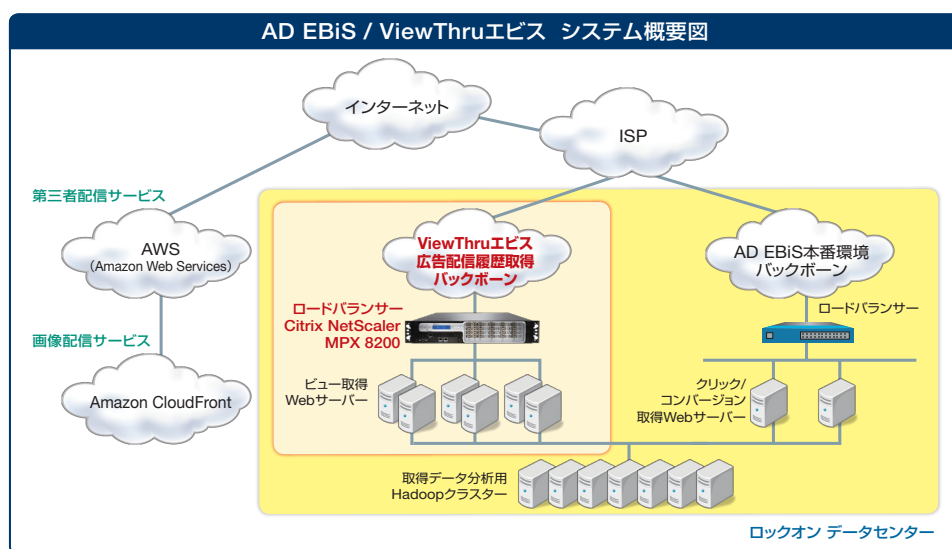 AD EBiS / ViewThruエビス システム概要図
インターネット
ISP
第三者配信サービス
AWS
（Amazon Web Services）
ViewThruエビス
広告配信履歴取得
バックボーン
AD EBiS本番環境
バックボーン
ロードバランサー
Citrix NetScaler
MPX 8200
ロードバランサー
画像配信サービス
Amazon CloudFront
ビュー取得
Webサーバー
クリック/
コンバージョン
取得Webサーバー
取得データ分析用
Hadoopクラスター
ロックオン データセンター